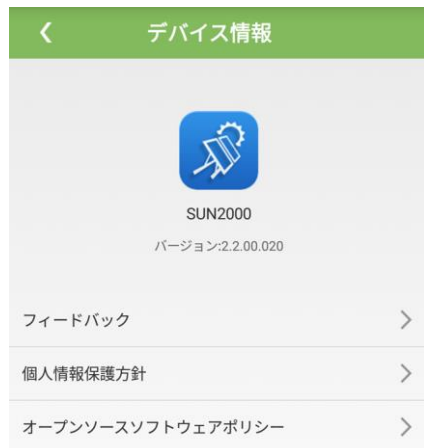 デバイス情報
SUN2000
バージョン:2.2.00.020
フィードバック
個人情報保護方針
オープンソースソフトウェアポリシー